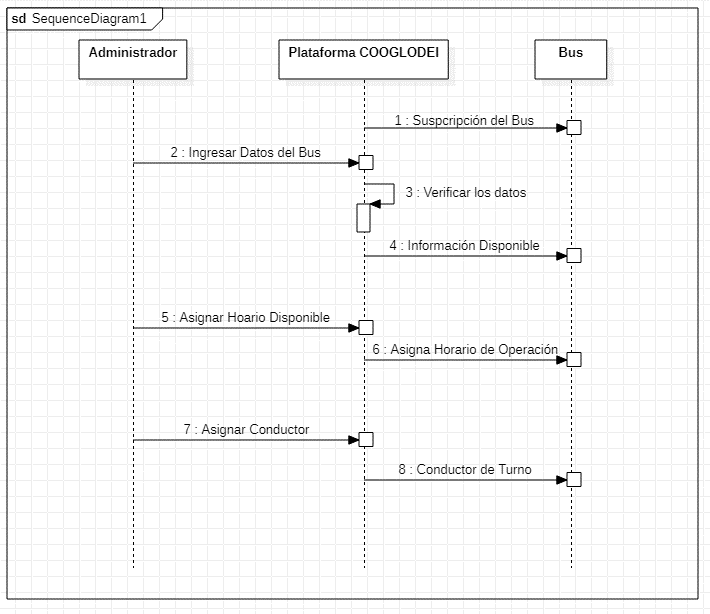 sd SequenceDiagram1
Administrador
Plataforma COOGLODEI
Bus
1 : Suspcripción del Bus
2 : Ingresar Datos del Bus
3 : Verificar los datos
4 : Información Disponible
5 : Asignar Hoario Disponible
6 : Asigna Horario de Operación
7 : Asignar Conductor
8 : Conductor de Turno